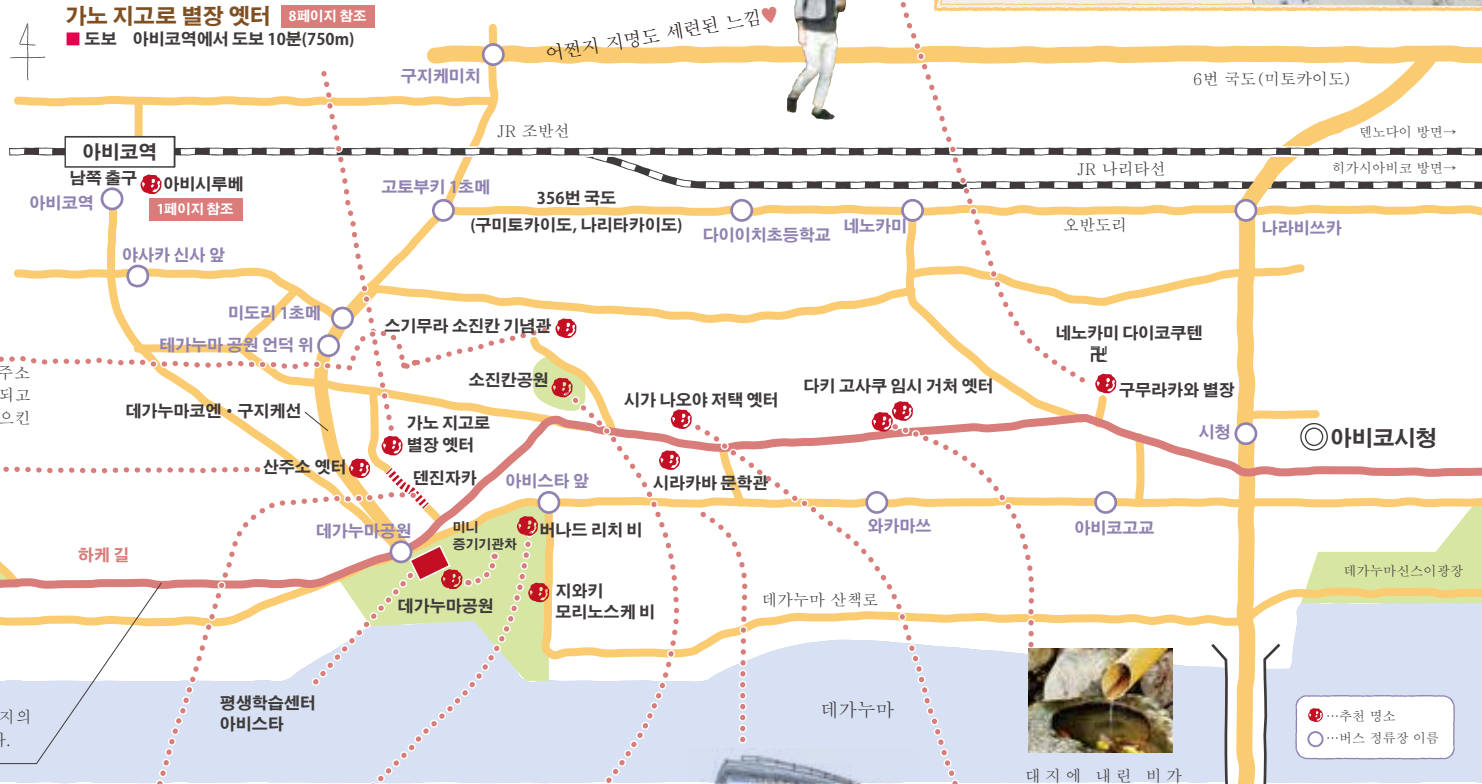 가노 지고로 별장 옛터
8페이지 참조
■ 도보 아비코역에서 도보 10분(750m)
어쩐지 지명도 세련된 느낌♥
구지케미치
6번 국도(미토카이도)
JR 조반선
덴노다이 방면→
아비코역
JR 나리타선
히가시아비코 방면→
남쪽 출구
아비시루베
1페이지 참조
아비코역
고토부키 1초메
356번 국도
(구미토카이도, 나리타카이도)
다이이치초등학교
네노카미
오반도리
나라비쓰카
야사카 신사 앞
미도리 1초메
테가누마 공원 언덕 위
스기무라 소진칸 기념관
네노카미 다이코쿠텐
卍
주소
되고
으킨
소진칸공원
시가 나오야 저택 옛터
다키 고사쿠 임시 거처 옛터
구무라카와 별장
데가누마코엔・구지케선
가노 지고로
별장 옛터
시청
◎아비코시청
산주소 옛터
덴진자카
아비스타 앞
시라카바 문학관
데가누마공원
미니
증기기관차
버나드 리치 비
와카마쓰
아비코고교
하케 길
데가누마공원
지와키
모리노스케 비
데가누마 산책로
데가누마신스이광장
평생학습센터
아비스타
데가누마
지의
다.
…추천 명소
…버스 정류장 이름
대지에 내린 비가